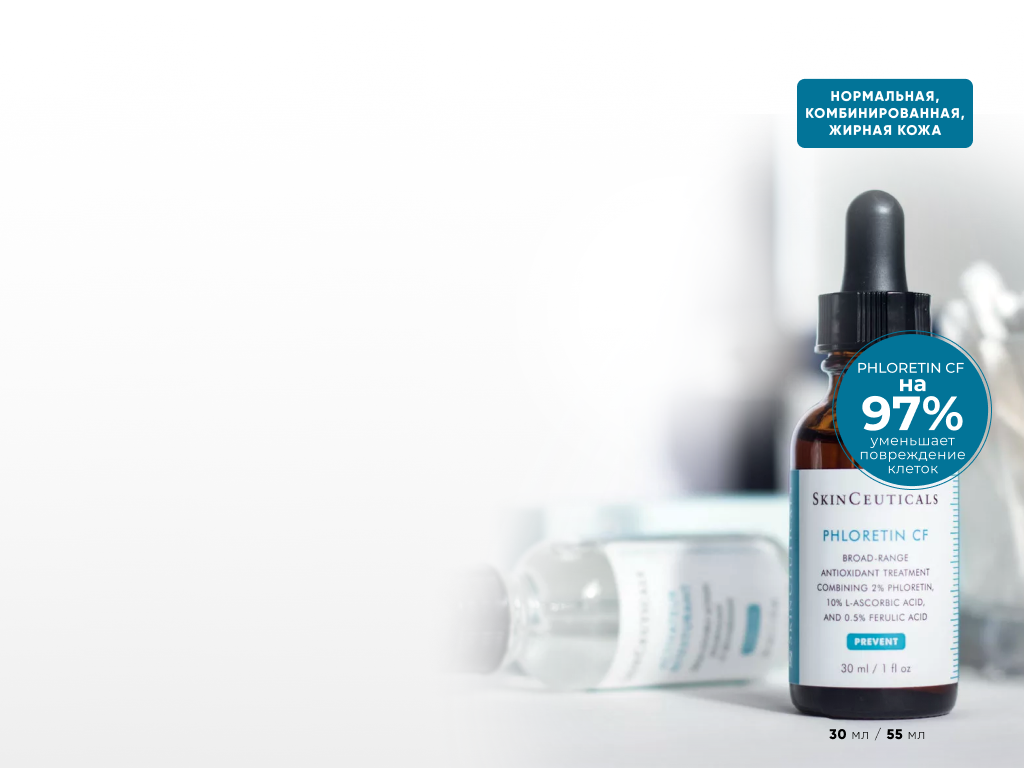 НОРМАЛЬНАЯ,
КОМБИНИРОВАННАЯ,
ЖИРНАЯ КОЖА
PHLORETIN CF
на
97%
уменьшает
повреждение
клеток
SKINCEUTICALS
PHLORETIN CF
BROAD-RANGE
ANTIOXIDANT TREATMENT
COMBINING 2% PHLORETIN,
10% L-ASCORBIC ACID,
AND 0.5% FERULIC ACID
PREVENT
30 ml / 1 fl oz
30 мл / 55 мл